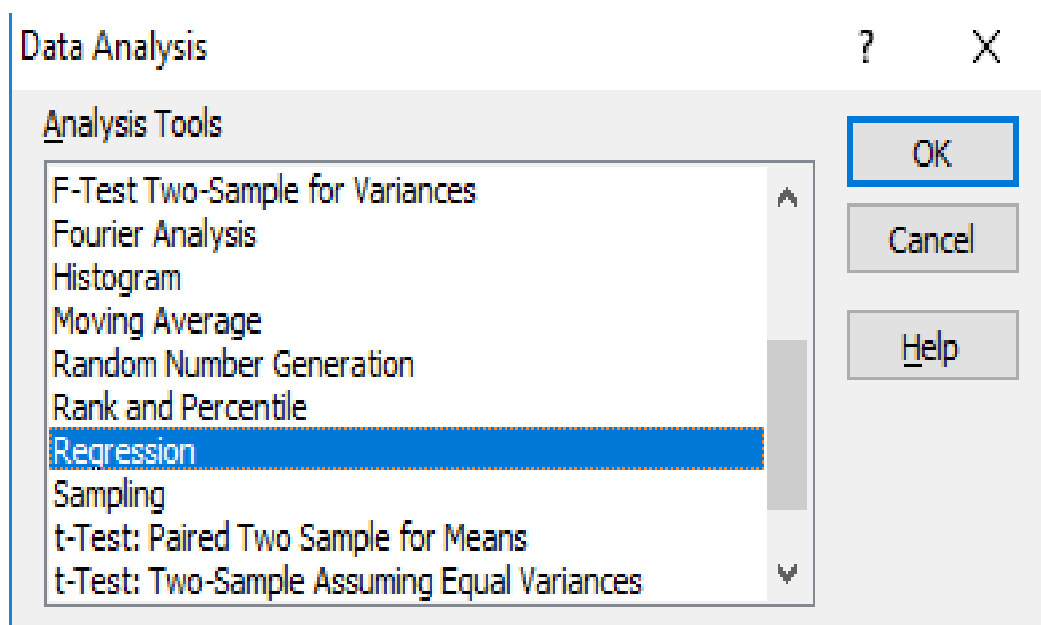 Data Analysis ? X
Analysis Tools
F-Test Two-Sample for Variances
Fourier Analysis
Histogram
Moving Average
Random Number Generation
Rank and Percentile
Regression
Sampling
t-Test: Paired Two Sample for Means
t-Test: Two-Sample Assuming Equal Variances
OK
Cancel
Help